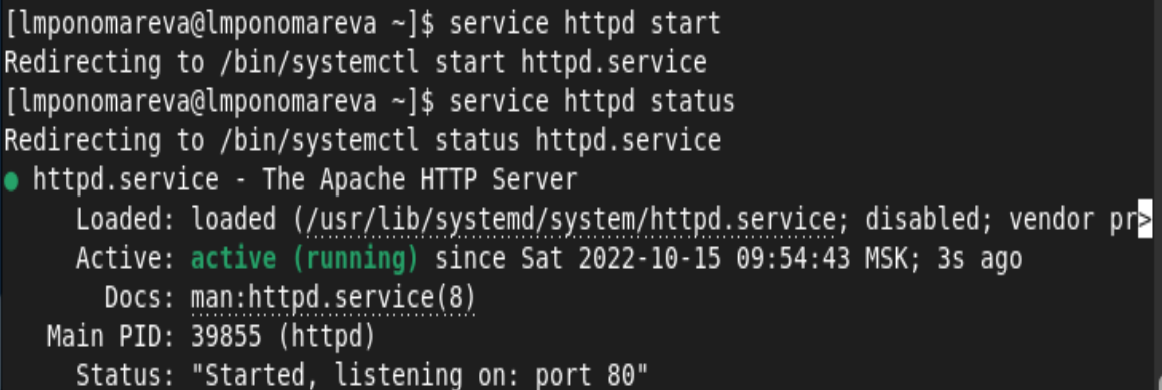 [lmponomareva@lmponomareva ~]$ service httpd start
Redirecting to /bin/systemctl start httpd.service
[lmponomareva@lmponomareva ~]$ service httpd status
Redirecting to /bin/systemctl status httpd.service
● httpd.service - The Apache HTTP Server
Loaded: loaded (/usr/lib/systemd/system/httpd.service; disabled; vendor pr>
Active: active (running) since Sat 2022-10-15 09:54:43 MSK; 3s ago
Docs: man:httpd.service(8)
Main PID: 39855 (httpd)
Status: "Started, listening on: port 80"